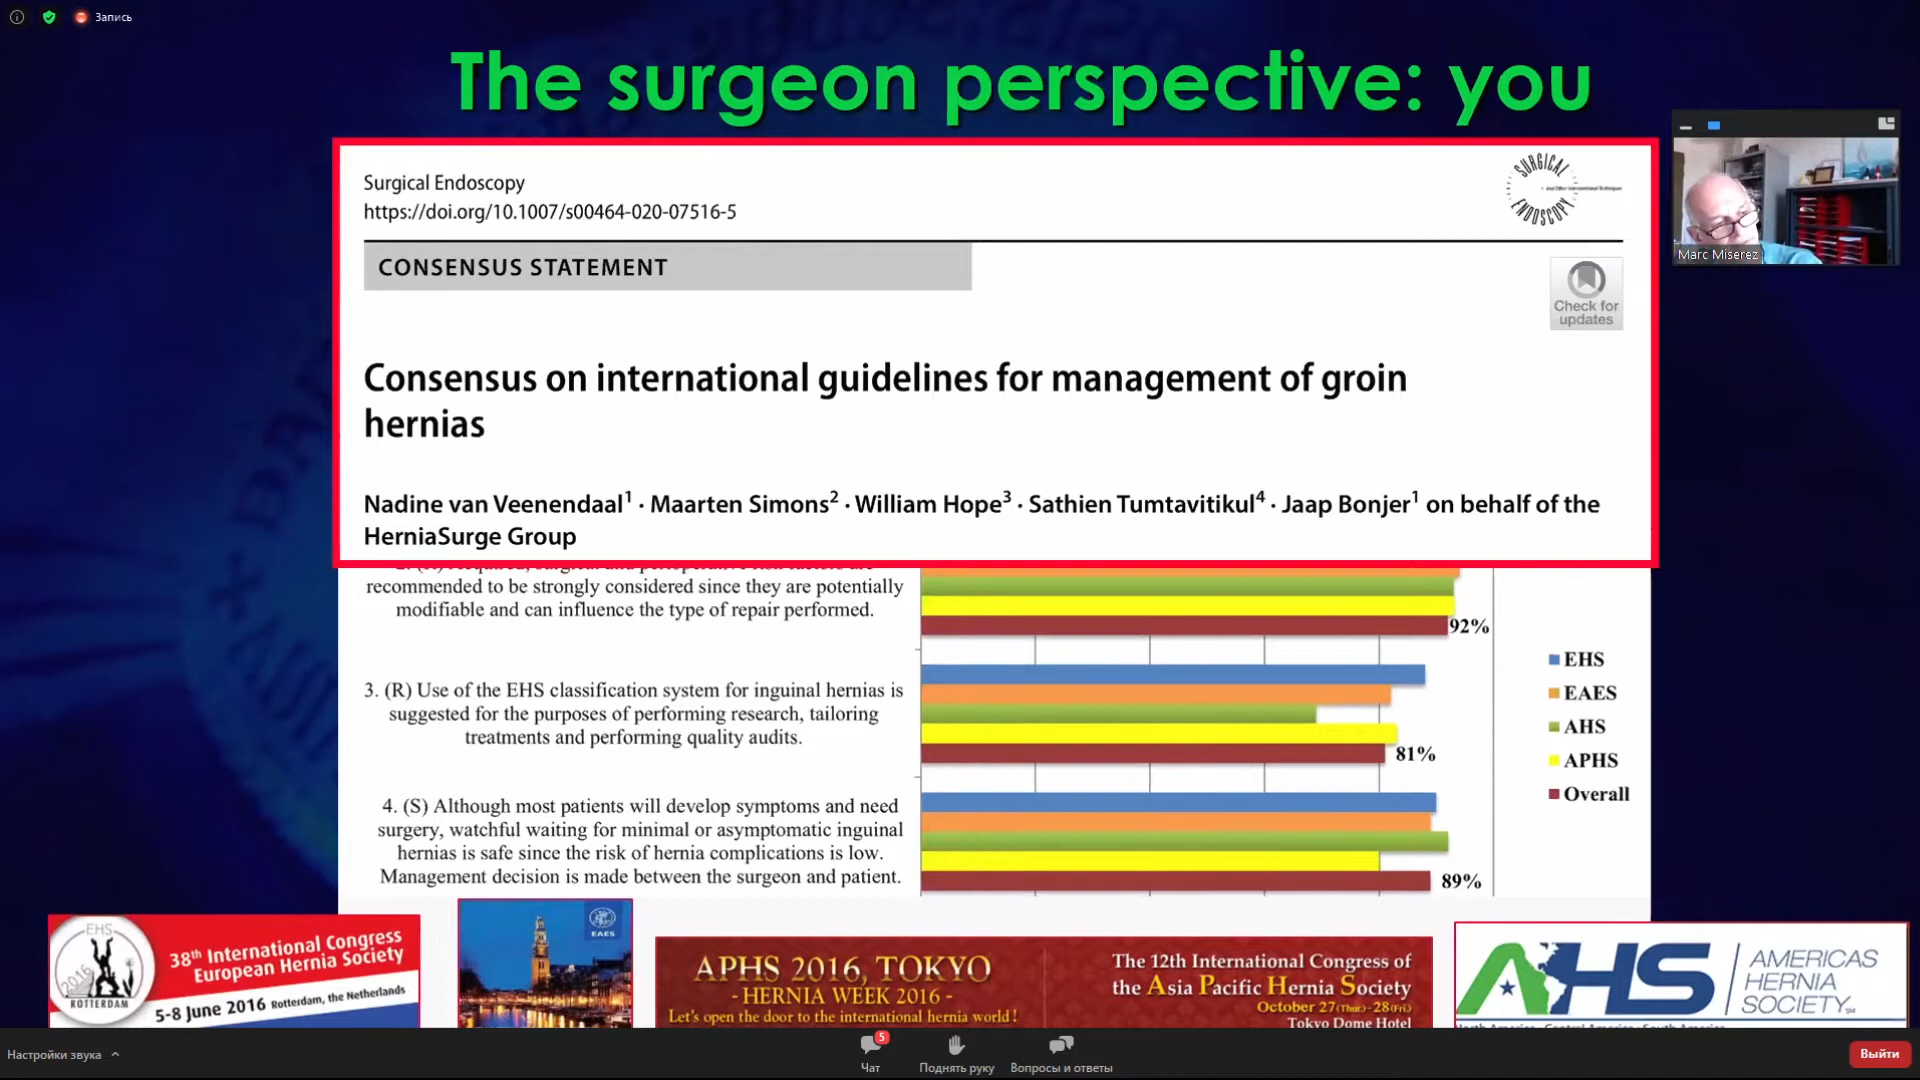 Запись
The surgeon perspective: you
Surgical Endoscopy
https://doi.org/10.1007/s00464-020-07516-5
SURGICAL
ENDOSCOPY
CONSENSUS STATEMENT
Check for
updates
Consensus on international guidelines for management of groin
hernias
Nadine van Veenendaal1 · Maarten Simons2 · William Hope3 · Sathien Tumtavitikul4 · Jaap Bonjer1 on behalf of the
HerniaSurge Group
Marc Miserez
recommended to be strongly considered since they are potentially
modifiable and can influence the type of repair performed.
92%
3. (R) Use of the EHS classification system for inguinal hernias is
suggested for the purposes of performing research, tailoring
treatments and performing quality audits.
81%
4. (S) Although most patients will develop symptoms and need
surgery, watchful waiting for minimal or asymptomatic inguinal
hernias is safe since the risk of hernia complications is low.
Management decision is made between the surgeon and patient.
89%
EHS
EAES
AHS
APHS
Overall
EHS
2016
ROTTERDAM
38th International Congress
European Hernia Society
5-8 June 2016 Rotterdam, the Netherlands
EAES
APHS 2016, TOKYO
- HERNIA WEEK 2016 -
Let's open the door to the international hernia world !
The 12th International Congress of
the Asia Pacific Hernia Society
October 27(Thur.)-28(Fri.)
Tokyo Dome Hotel
AHS
AMERICAS
HERNIA
SOCIETY
Настройки звука
5
Чат
Поднять руку
Вопросы и ответы
Выйти